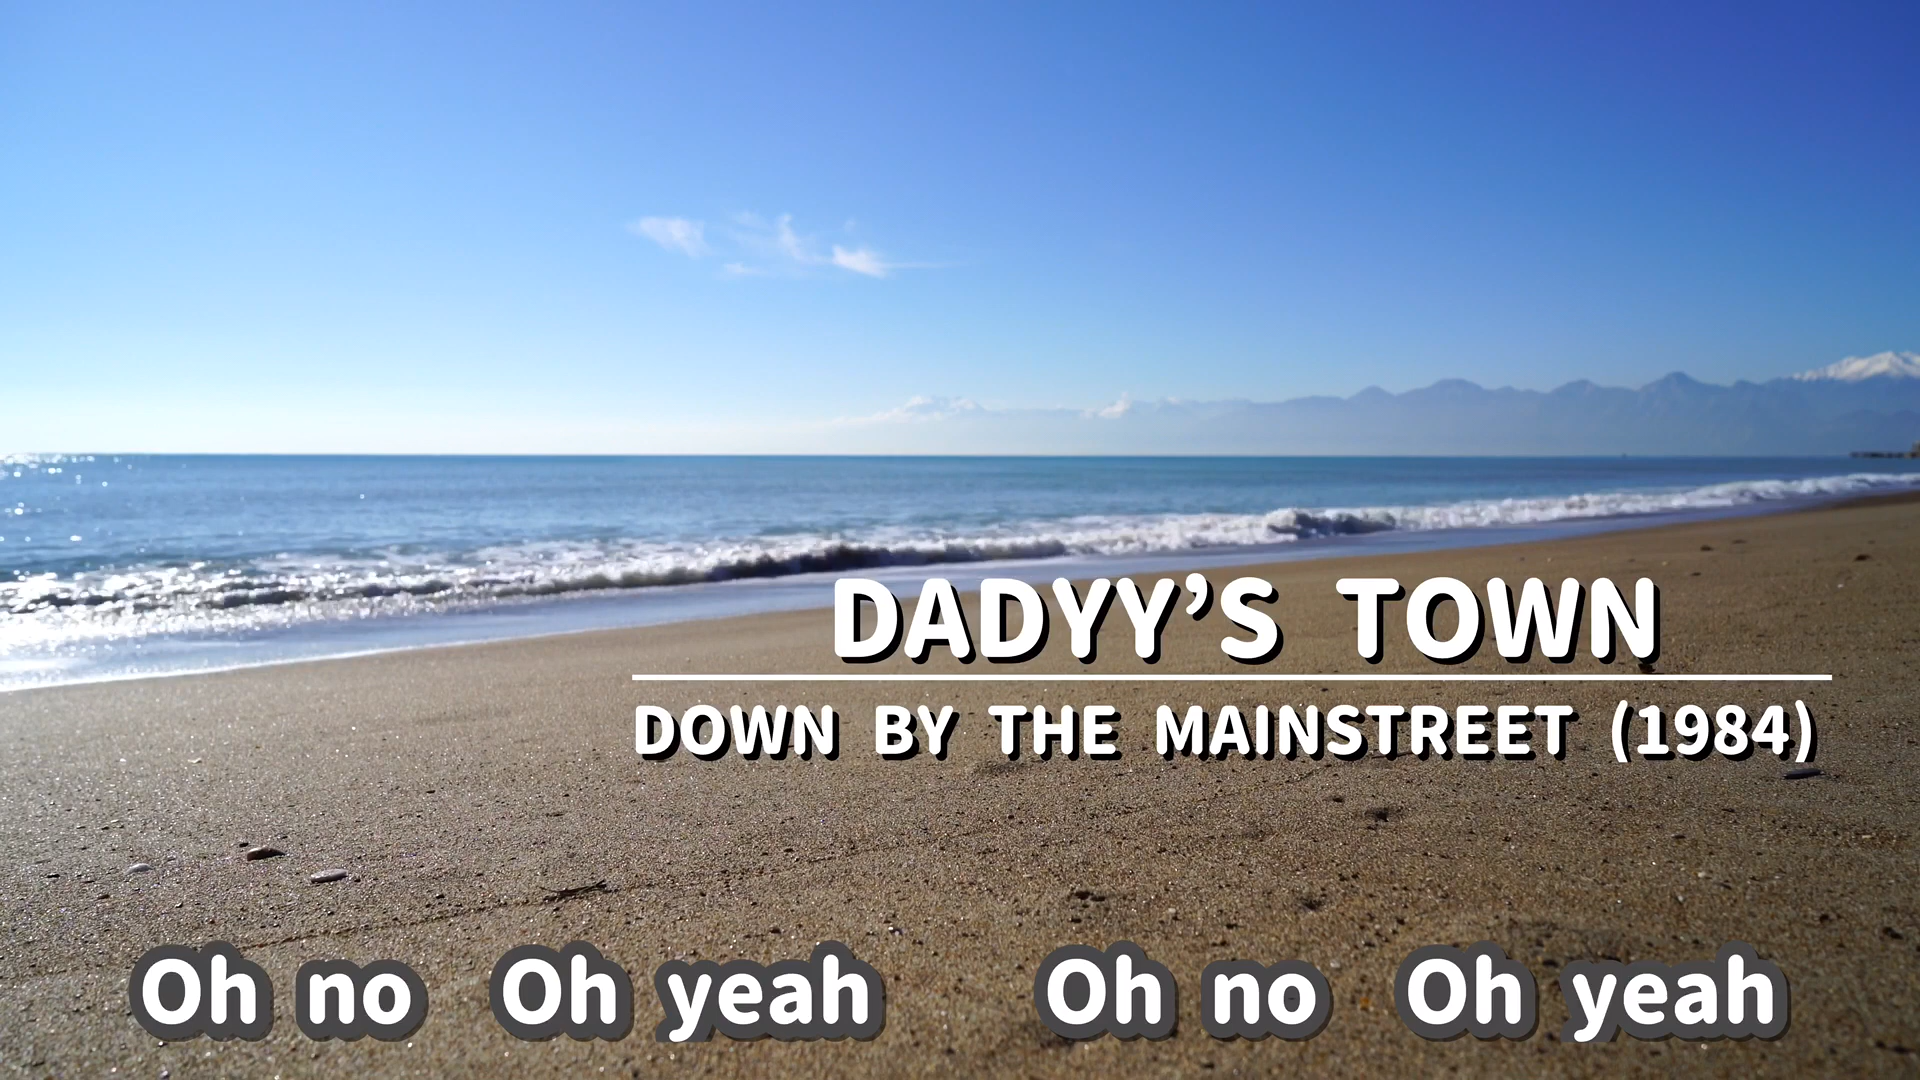 DADYY’S TOWN
DOWN BY THE MAINSTREET (1984)
Oh no Oh yeah Oh no Oh yeah